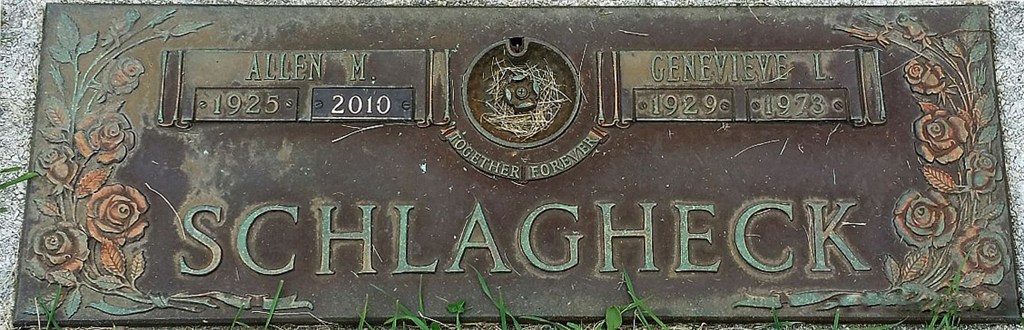 ALLEN M.
1925 2010
GENEVIEVE L.
1929 1973
TOGETHER FOREVER
SCHLAGHECK